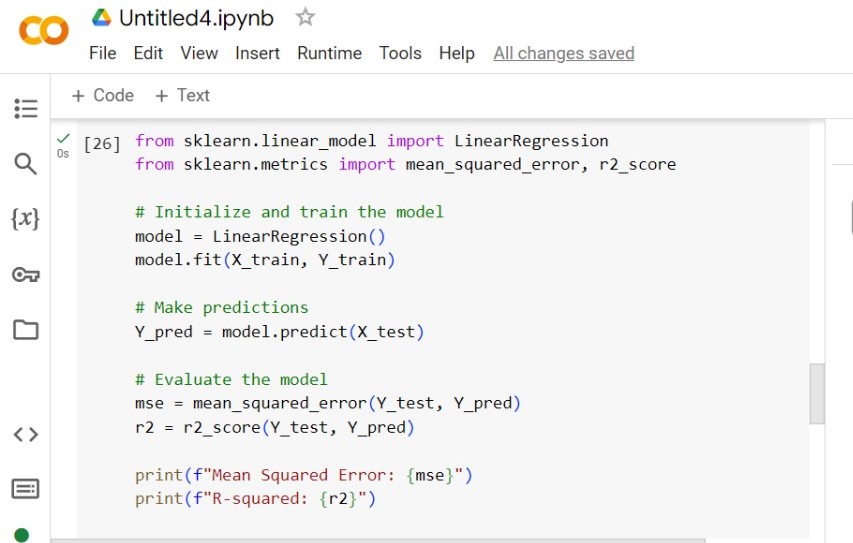 Untitled4.ipynb
File Edit View Insert Runtime Tools Help All changes saved
+ Code + Text
0s
[26] from sklearn.linear_model import LinearRegression
from sklearn.metrics import mean_squared_error, r2_score
# Initialize and train the model
model = LinearRegression()
model.fit(X_train, Y_train)
# Make predictions
Y_pred = model.predict(X_test)
# Evaluate the model
mse = mean_squared_error(Y_test, Y_pred)
r2 = r2_score(Y_test, Y_pred)
print(f"Mean Squared Error: {mse}")
print(f"R-squared: {r2}")
{x}
<>